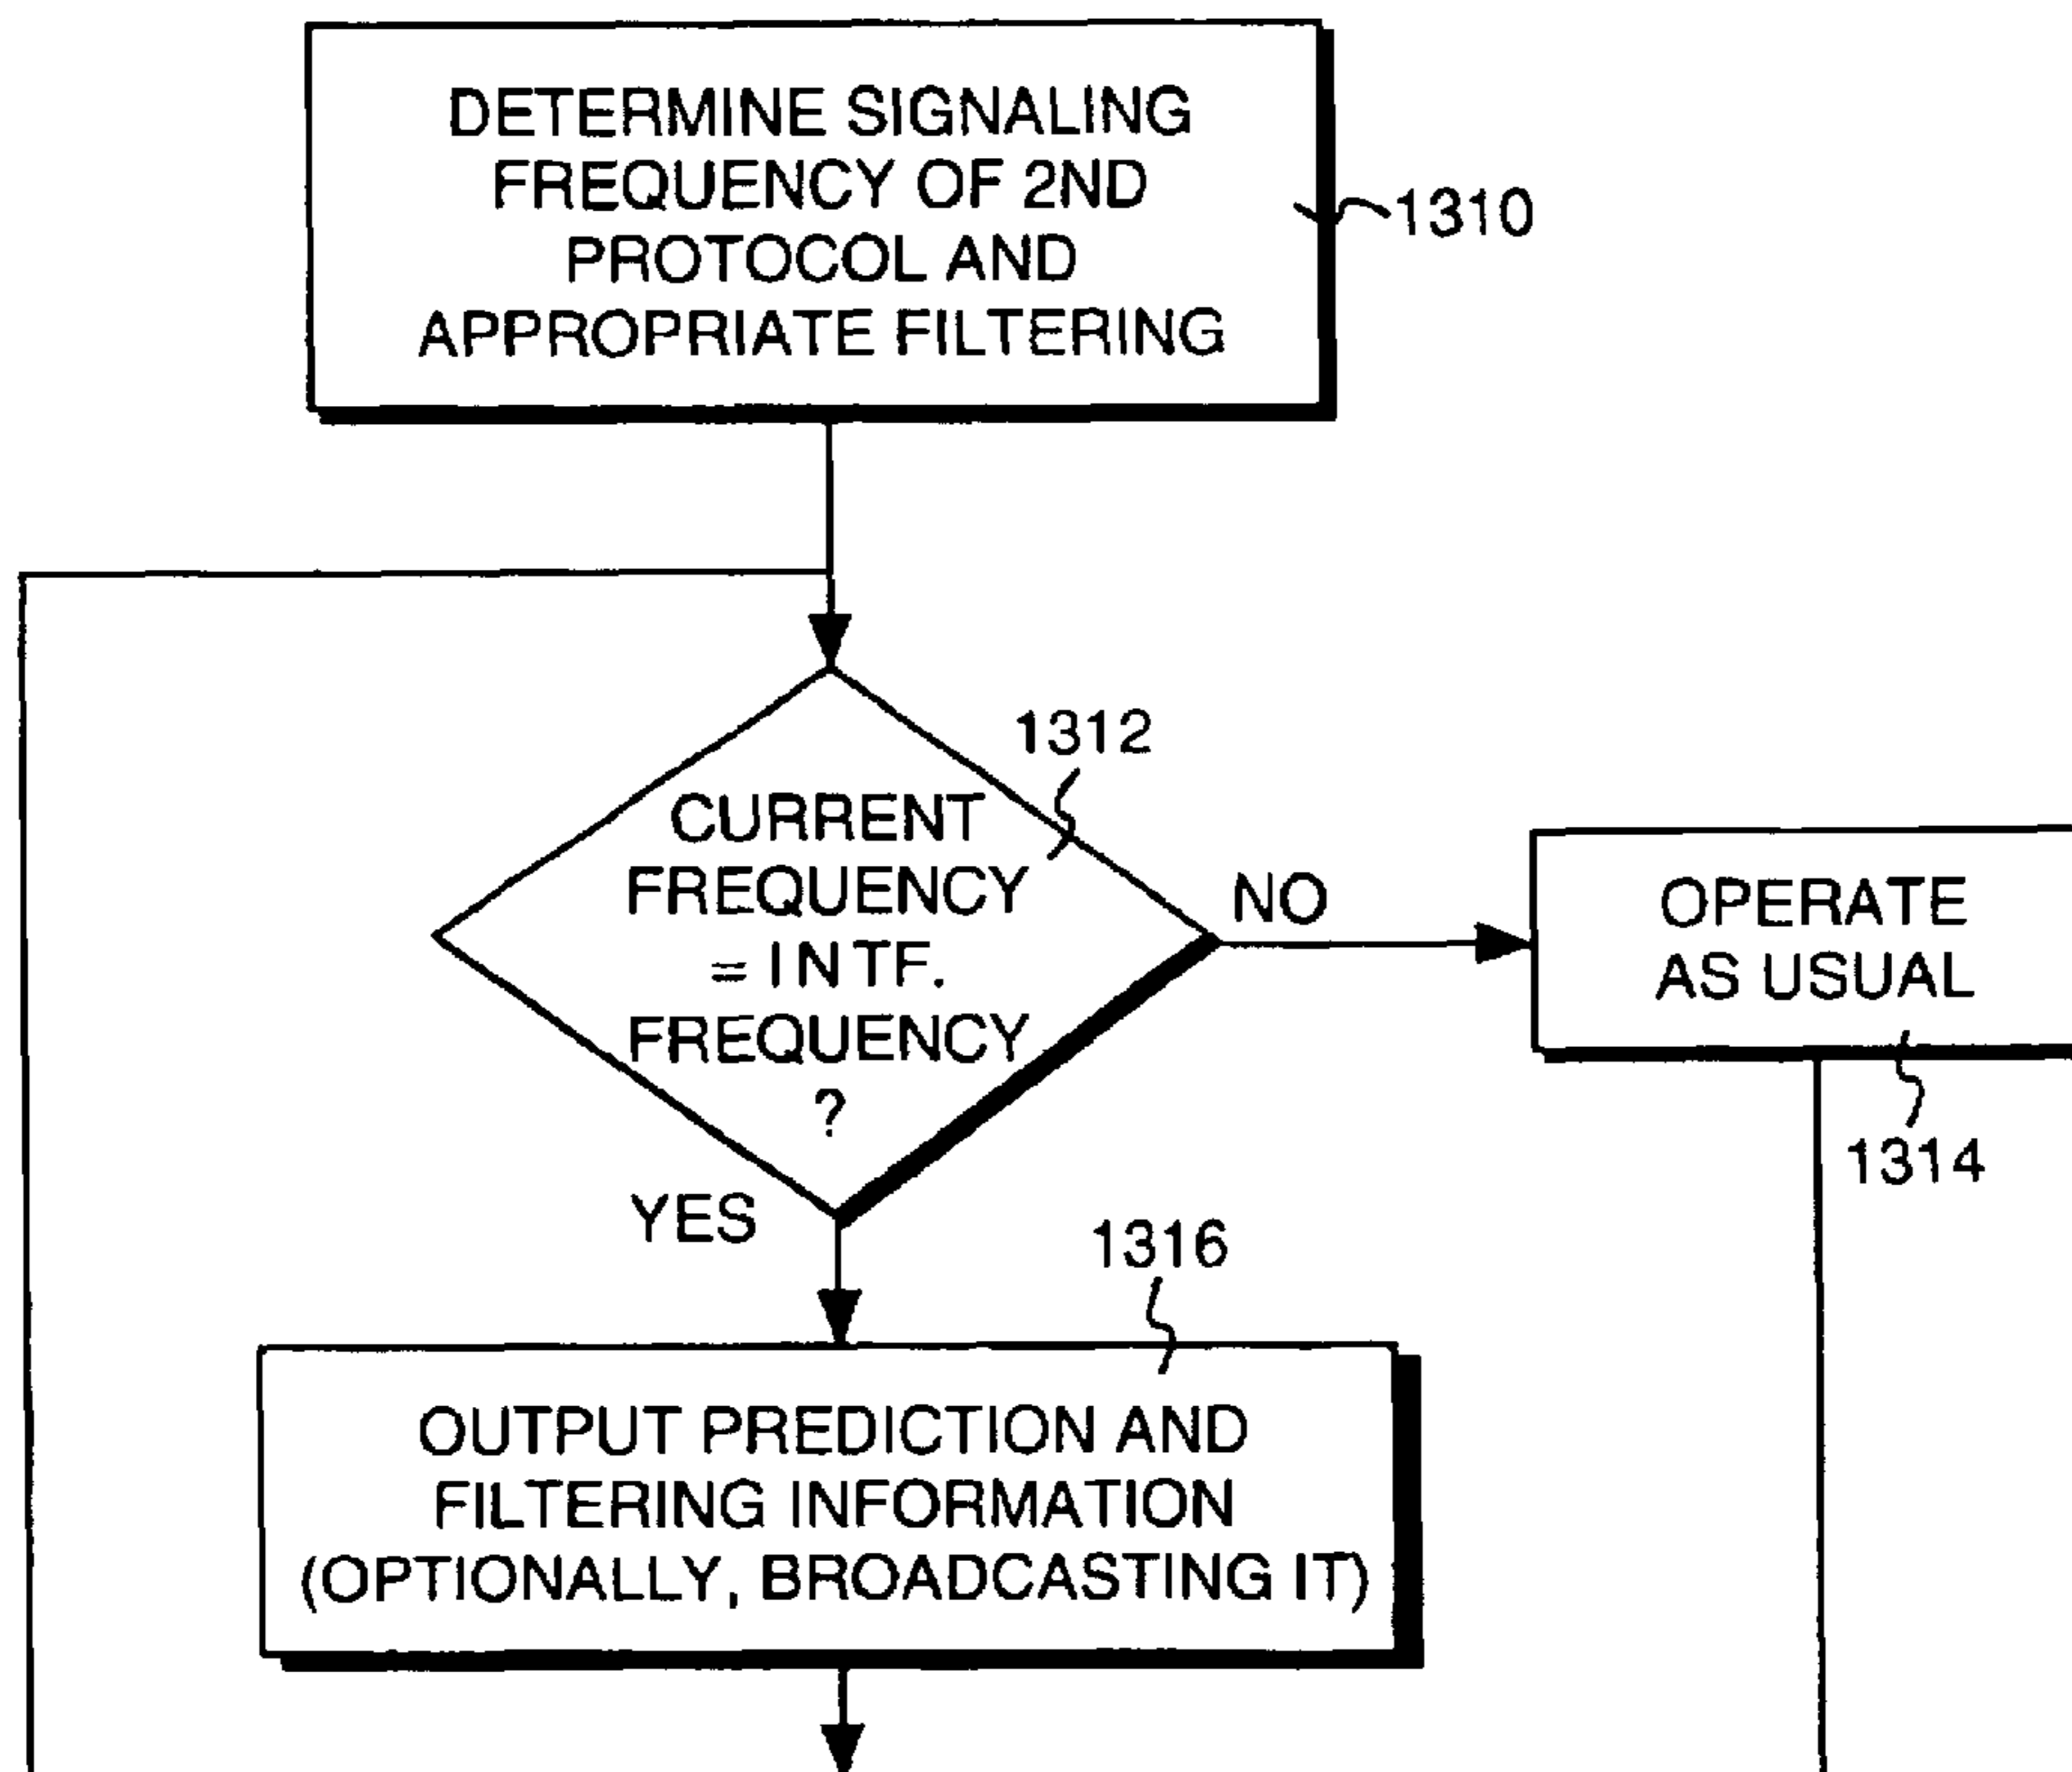 DETERMINE SIGNALING
FREQUENCY OF 2ND
PROTOCOL AND
APPROPRIATE FILTERING
1310
1312
CURRENT
FREQUENCY
= INTF.
FREQUENCY
?
NO
OPERATE
AS USUAL
1314
YES
1316
OUTPUT PREDICTION AND
FILTERING INFORMATION
(OPTIONALLY, BROADCASTING IT)